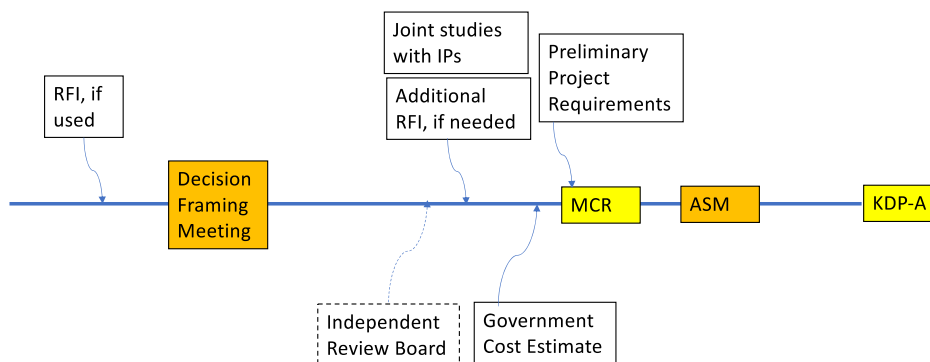 Joint studies
with IPs
Preliminary
Project
Requirements
RFI, if
used
Additional
RFI, if needed
Decision
Framing
Meeting
MCR
ASM
KDP-A
Independent
Review Board
Government
Cost Estimate